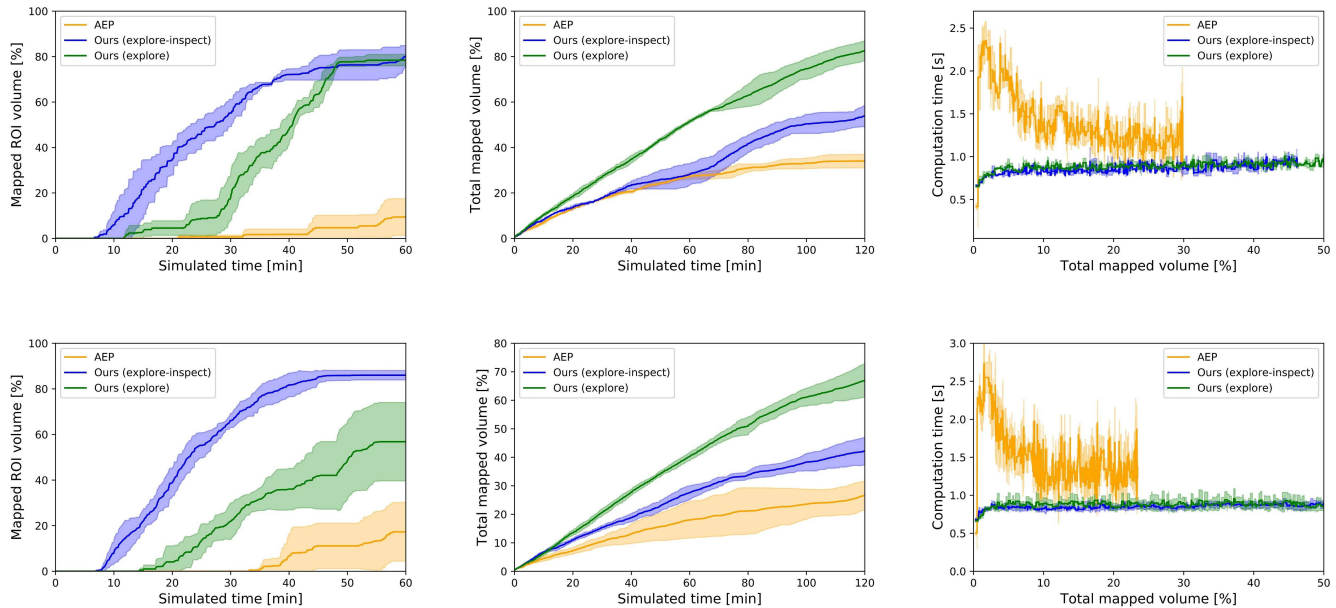 100
80
60
40
20
0
Mapped ROI volume [%]
AEP
Ours (explore-inspect)
Ours (explore)
0 10 20 30 40 50 60
Simulated time [min]
100
80
60
40
20
0
Total mapped volume [%]
AEP
Ours (explore-inspect)
Ours (explore)
0 20 40 60 80 100 120
Simulated time [min]
2.5
2.0
1.5
1.0
0.5
Computation time [s]
AEP
Ours (explore-inspect)
Ours (explore)
0 10 20 30 40 50
Total mapped volume [%]
100
80
60
40
20
0
Mapped ROI volume [%]
AEP
Ours (explore-inspect)
Ours (explore)
0 10 20 30 40 50 60
Simulated time [min]
80
70
60
50
40
30
20
10
0
Total mapped volume [%]
AEP
Ours (explore-inspect)
Ours (explore)
0 20 40 60 80 100 120
Simulated time [min]
3.0
2.5
2.0
1.5
1.0
0.5
0.0
Computation time [s]
AEP
Ours (explore-inspect)
Ours (explore)
0 10 20 30 40 50
Total mapped volume [%]